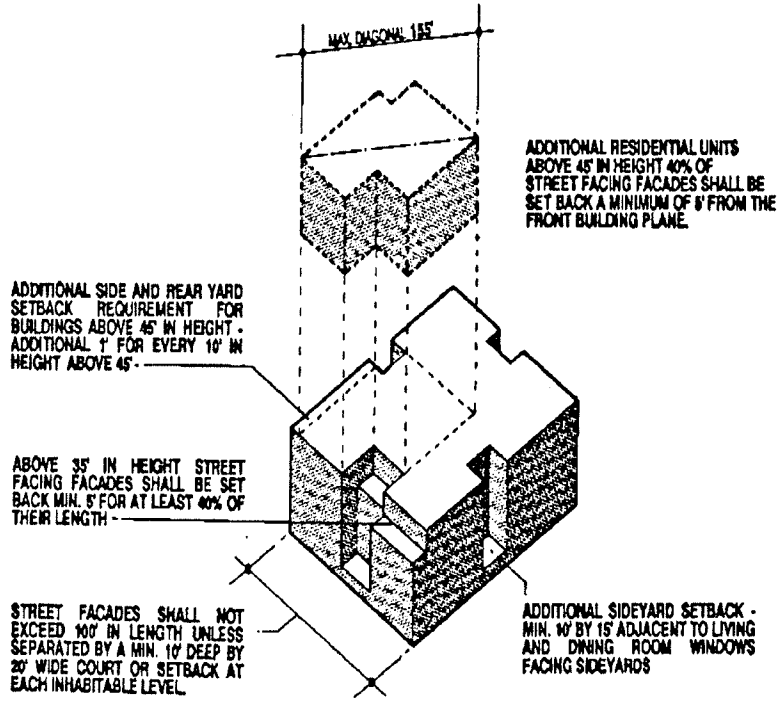 MAX. DIAGONAL 155'
ADDITIONAL RESIDENTIAL UNITS
ABOVE 45' IN HEIGHT 40% OF
STREET FACING FACADES SHALL BE
SET BACK A MINIMUM OF 5' FROM THE
FRONT BUILDING PLANE.
ADDITIONAL SIDE AND REAR YARD
SETBACK REQUIREMENT FOR
BUILDINGS ABOVE 45' IN HEIGHT -
ADDITIONAL 1' FOR EVERY 10' IN
HEIGHT ABOVE 45' -
ABOVE 35' IN HEIGHT STREET
FACING FACADES SHALL BE SET
BACK MIN. 5' FOR AT LEAST 40% OF
THEIR LENGTH -
STREET FACADES SHALL NOT
EXCEED 100' IN LENGTH UNLESS
SEPARATED BY A MIN. 10' DEEP BY
20' WIDE COURT OR SETBACK AT
EACH INHABITABLE LEVEL.
ADDITIONAL SIDEYARD SETBACK -
MIN. 10' BY 15' ADJACENT TO LIVING
AND DINING ROOM WINDOWS
FACING SIDEYARDS